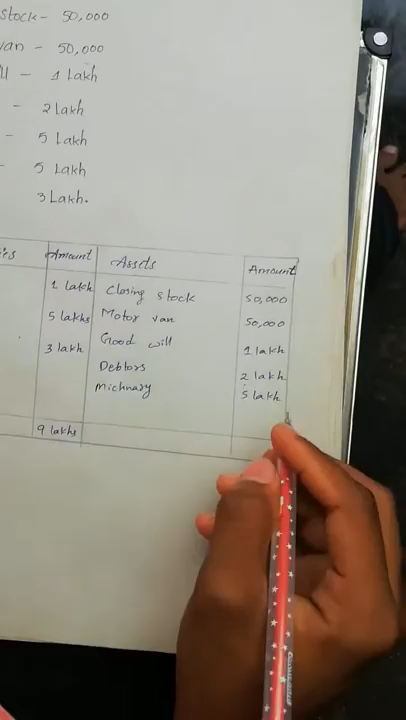 stock - 50,000
van - 50,000
- 1 Lakh
- 2 Lakh
- 5 Lakh
- 5 Lakh
3 Lakh.
Amount Assets Amount
1 lakh Closing stock 50,000
5 lakhs Motor van 50,000
3 lakh Good will 1 lakh
Debtors 2 lakh
Michnary 5 lakh
9 lakhs